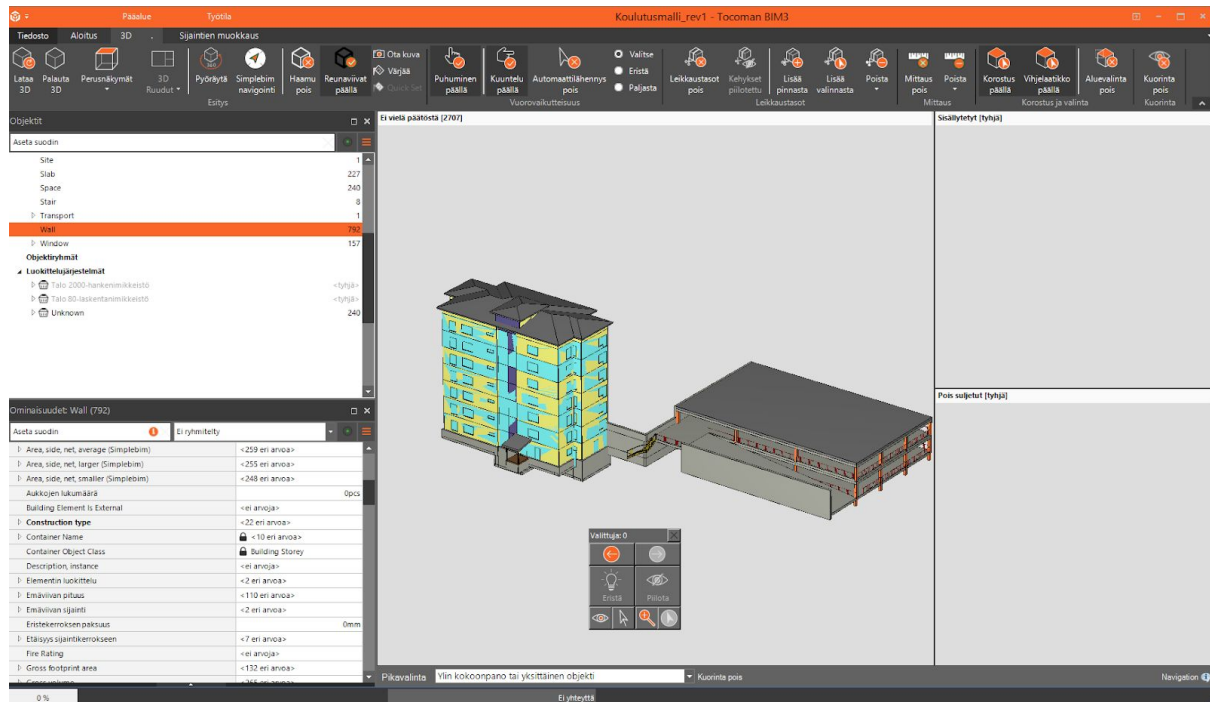 Pääalue Työtila Koulutusmalli_rev1 - Tocoman BIM3
Tiedosto Aloitus 3D . Sijaintien muokkaus
Lataa 3D
Palauta 3D
Perusnäkymät
3D Ruudut
Pyöräytä
Simplebim navigointi
Haamu pois
Reunaviivat päällä
Ota kuva
Värjää
Quick Set
Puhuminen päällä
Kuuntelu päällä
Automaattilähennys pois
Valitse
Eristä
Paljasta
Leikkaustasot pois
Kehykset piilotettu
Lisää pinnasta
Lisää valinnasta
Poista
Mittaus pois
Poista
Korostus päällä
Vihjelaatikko päällä
Aluevalinta pois
Kuorinta pois
Esitys Vuorovaikutteisuus Leikkaustasot Mittaus Korostus ja valinta Kuorinta
Objektit
Aseta suodin
Site 1
Slab 227
Space 240
Stair 8
Transport 1
Wall 792
Window 157
Objektiryhmät
Luokittelujärjestelmät
Talo 2000-hankenimikkeistö <tyhjä>
Talo 80-laskentanimikkeistö <tyhjä>
Unknown 240
Ominaisuudet: Wall (792)
Aseta suodin Ei ryhmitelty
Area, side, net, average (Simplebim) <259 eri arvoa>
Area, side, net, larger (Simplebim) <255 eri arvoa>
Area, side, net, smaller (Simplebim) <248 eri arvoa>
Aukkojen lukumäärä 0pcs
Building Element Is External <ei arvoja>
Construction type <22 eri arvoa>
Container Name <10 eri arvoa>
Container Object Class Building Storey
Description, instance <ei arvoja>
Elementin luokittelu <2 eri arvoa>
Emäviivan pituus <110 eri arvoa>
Emäviivan sijainti <2 eri arvoa>
Eristekerroksen paksuus 0mm
Etäisyys sijaintikerrokseen <7 eri arvoa>
Fire Rating <ei arvoja>
Gross footprint area <132 eri arvoa>
Gross volume <265 eri arvoa>
Ei vielä päätöstä [2707]
Sisällytetyt [tyhjä]
Pois suljetut [tyhjä]
Valittuja: 0
Eristä Piilota
Pikavalinta Ylin kokoonpano tai yksittäinen objekti Kuorinta pois Navigation
0 % Ei yhteyttä